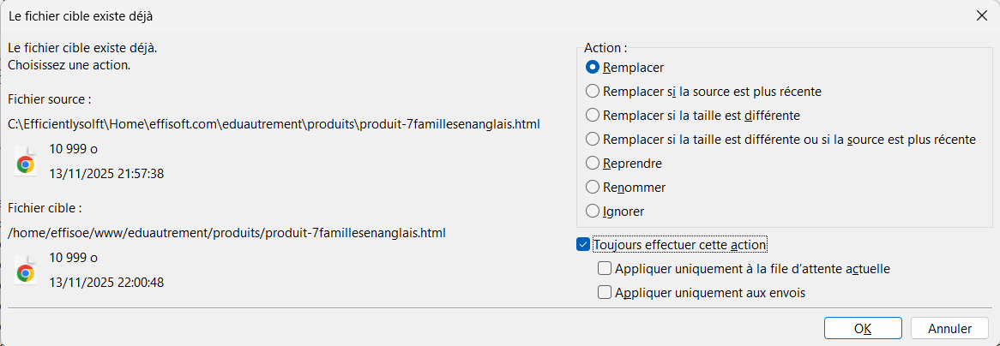 Le fichier cible existe déjà
Le fichier cible existe déjà.
Choisissez une action.
Fichier source :
C:\Efficientlysolft\Home\effisoft.com\eduautrement\produits\produit-7famillesenanglais.html
10 999 o
13/11/2025 21:57:38
Fichier cible :
/home/effisoe/www/eduautrement/produits/produit-7famillesenanglais.html
10 999 o
13/11/2025 22:00:48
Action :
Remplacer
Remplacer si la source est plus récente
Remplacer si la taille est différente
Remplacer si la taille est différente ou si la source est plus récente
Reprendre
Renommer
Ignorer
Toujours effectuer cette action
Appliquer uniquement à la file d'attente actuelle
Appliquer uniquement aux envois
OK
Annuler